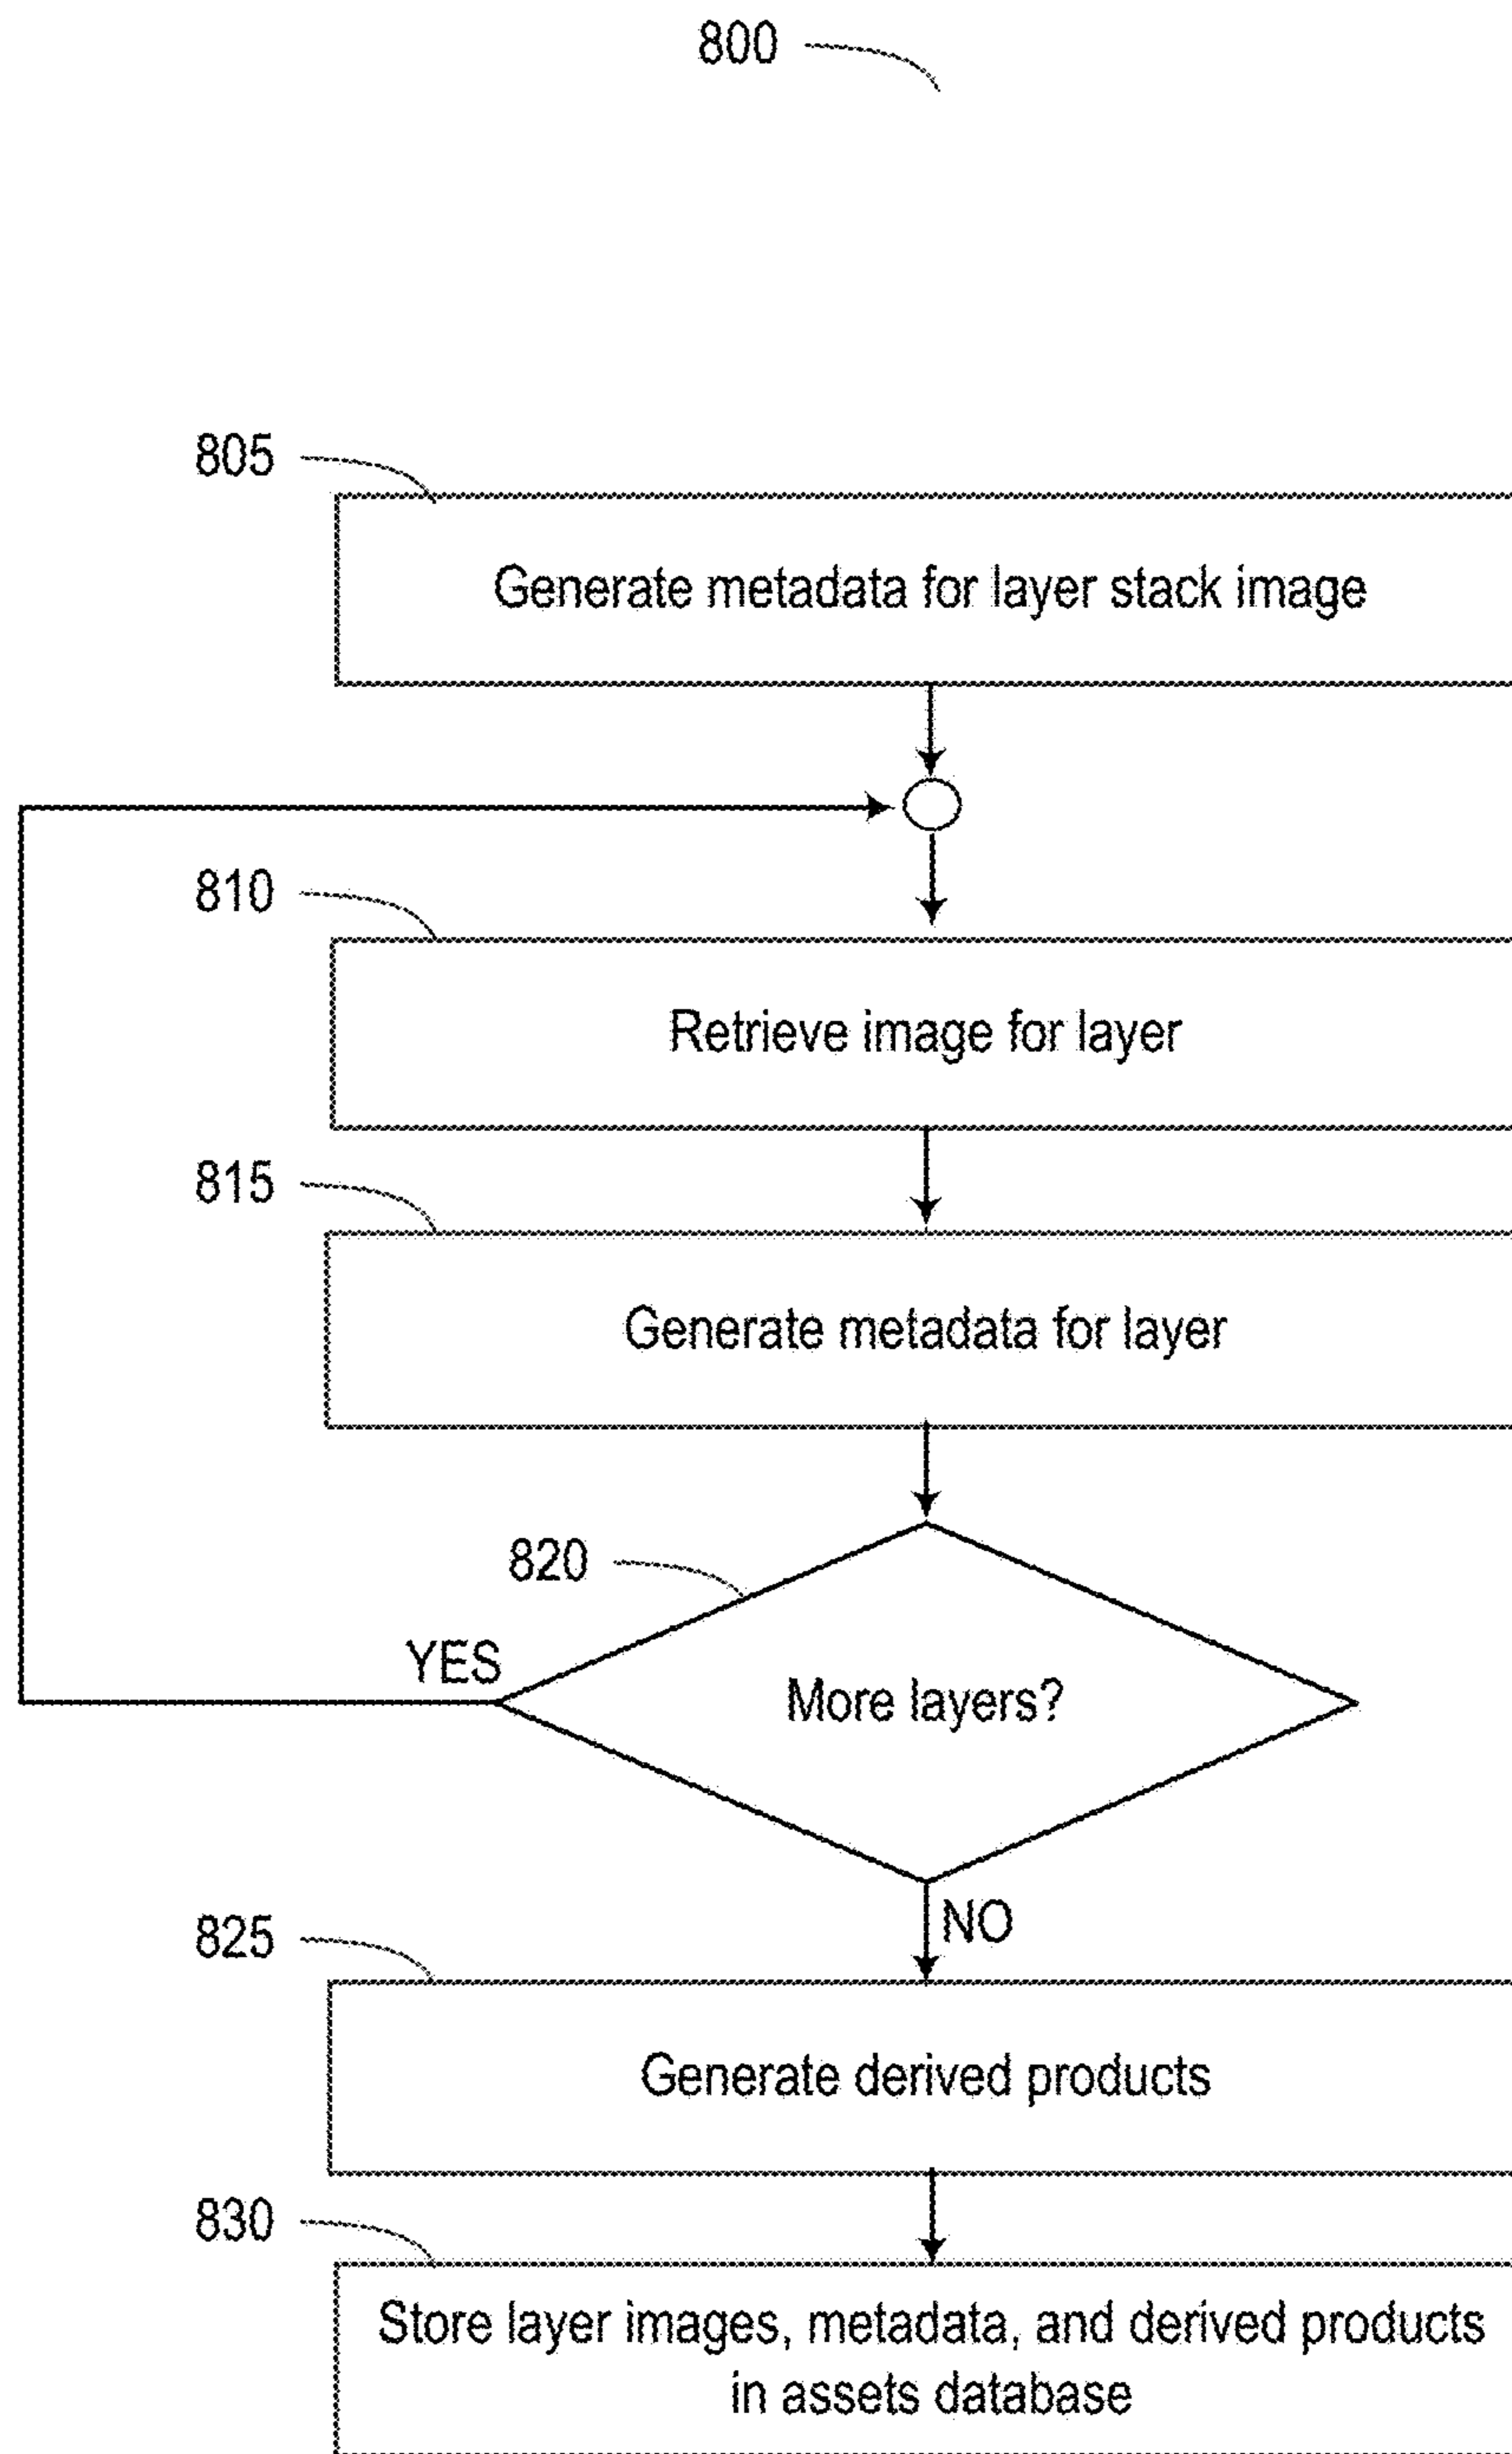 800
805
Generate metadata for layer stack image
810
Retrieve image for layer
815
Generate metadata for layer
820
YES
More layers?
NO
825
Generate derived products
830
Store layer images, metadata, and derived products
in assets database